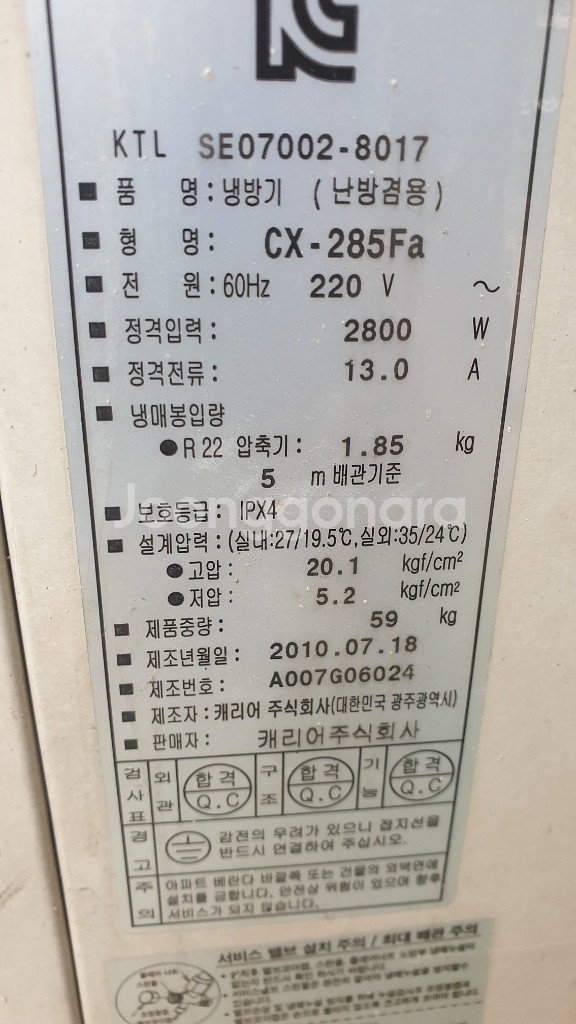 KTL SE07002-8017
■ 품 명 : 냉방기 (난방겸용)
■ 형 명 : CX-285Fa
■ 전 원 : 60Hz 220 V ~
■ 정격입력 : 2800 W
■ 정격전류 : 13.0 A
■ 냉매봉입량
●R 22 압축기 : 1.85 kg
5 m 배관기준
■ 보호등급 : IPX4
Joonggonara
■ 설계압력 : (실내:27/19.5℃,실외:35/24℃)
●고압 : 20.1 kgf/cm²
●저압 : 5.2 kgf/cm²
■ 제품중량 : 59 kg
■ 제조년월일 : 2010.07.18
■ 제조번호 : A007G06024
■ 제조자 : 캐리어 주식회사(대한민국 광주광역시)
■ 판매자 : 캐리어주식회사
검사표 외관 합격 Q.C 구조 합격 Q.C 기능 합격 Q.C
경고 감전의 우려가 있으니 접지선을
반드시 연결하여 주십시오.
주의 아파트 베란다 바깥쪽 또는 건물의 외벽면에
설치를 금합니다. 안전상 위험이 있으며 향후
서비스가 되지 않습니다.
서비스 밸브 설치 주의 / 최대 배관 주의